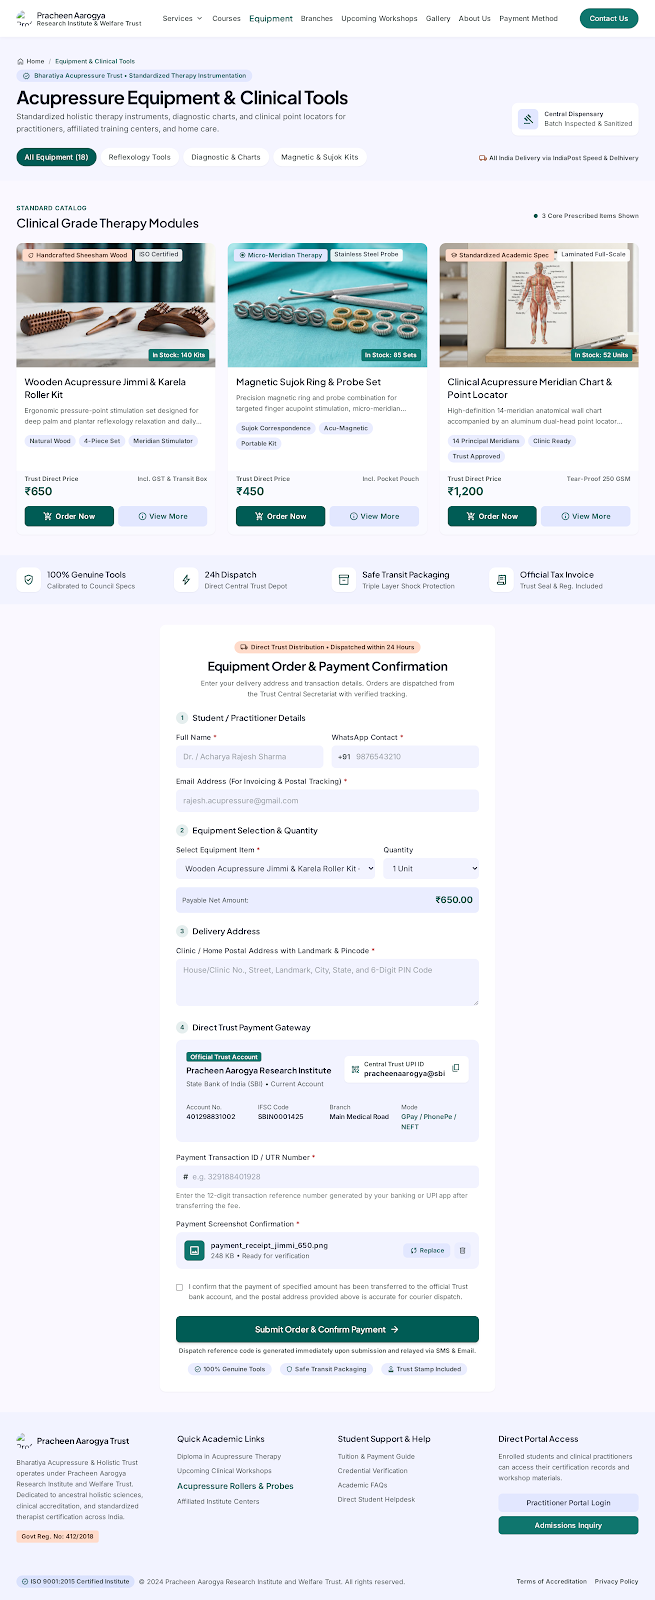 Pracheen Aarogya
Research Institute & Welfare Trust
Services
Courses
Equipment
Branches
Upcoming Workshops
Gallery
About Us
Payment Method
Contact Us
Home / Equipment & Clinical Tools
Bharatiya Acupressure Trust • Standardized Therapy Instrumentation
Acupressure Equipment & Clinical Tools
Standardized holistic therapy instruments, diagnostic charts, and clinical point locators for
practitioners, affiliated training centers, and home care.
Central Dispensary
Batch Inspected & Sanitized
All Equipment (18)
Reflexology Tools
Diagnostic & Charts
Magnetic & Sujok Kits
All India Delivery via IndiaPost Speed & Delhivery
STANDARD CATALOG
Clinical Grade Therapy Modules
3 Core Prescribed Items Shown
Handcrafted Sheesham Wood
ISO Certified
In Stock: 140 Kits
Wooden Acupressure Jimmi & Karela
Roller Kit
Ergonomic pressure-point stimulation set designed for
deep palm and plantar reflexology relaxation and daily...
Natural Wood
4-Piece Set
Meridian Stimulator
Trust Direct Price
Incl. GST & Transit Box
₹650
Order Now
View More
Micro-Meridian Therapy
Stainless Steel Probe
In Stock: 85 Sets
Magnetic Sujok Ring & Probe Set
Precision magnetic ring and probe combination for
targeted finger acupoint stimulation, micro-meridian...
Sujok Correspondence
Acu-Magnetic
Portable Kit
Trust Direct Price
Incl. Pocket Pouch
₹450
Order Now
View More
Standardized Academic Spec
Laminated Full-Scale
In Stock: 52 Units
Clinical Acupressure Meridian Chart &
Point Locator
High-definition 14-meridian anatomical wall chart
accompanied by an aluminum dual-head point locator...
14 Principal Meridians
Clinic Ready
Trust Approved
Trust Direct Price
Tear-Proof 250 GSM
₹1,200
Order Now
View More
100% Genuine Tools
Calibrated to Council Specs
24h Dispatch
Direct Central Trust Depot
Safe Transit Packaging
Triple Layer Shock Protection
Official Tax Invoice
Trust Seal & Reg. Included
Direct Trust Distribution • Dispatched within 24 Hours
Equipment Order & Payment Confirmation
Enter your delivery address and transaction details. Orders are dispatched from
the Trust Central Secretariat with verified tracking.
1 Student / Practitioner Details
Full Name *
WhatsApp Contact *
Dr. / Acharya Rajesh Sharma
+91 9876543210
Email Address (For Invoicing & Postal Tracking) *
rajesh.acupressure@gmail.com
2 Equipment Selection & Quantity
Select Equipment Item *
Quantity
Wooden Acupressure Jimmi & Karela Roller Kit -
1 Unit
Payable Net Amount:
₹650.00
3 Delivery Address
Clinic / Home Postal Address with Landmark & Pincode *
House/Clinic No., Street, Landmark, City, State, and 6-Digit PIN Code
4 Direct Trust Payment Gateway
Official Trust Account
Pracheen Aarogya Research Institute
State Bank of India (SBI) • Current Account
Central Trust UPI ID
pracheenaarogya@sbi
Account No.
401298831002
IFSC Code
SBIN0001425
Branch
Main Medical Road
Mode
GPay / PhonePe /
NEFT
Payment Transaction ID / UTR Number *
# e.g. 329188401928
Enter the 12-digit transaction reference number generated by your banking or UPI app after
transferring the fee.
Payment Screenshot Confirmation *
payment_receipt_jimmi_650.png
248 KB • Ready for verification
Replace
I confirm that the payment of specified amount has been transferred to the official Trust
bank account, and the postal address provided above is accurate for courier dispatch.
Submit Order & Confirm Payment →
Dispatch reference code is generated immediately upon submission and relayed via SMS & Email.
100% Genuine Tools
Safe Transit Packaging
Trust Stamp Included
Pracheen Aarogya Trust
Bharatiya Acupressure & Holistic Trust
operates under Pracheen Aarogya
Research Institute and Welfare Trust.
Dedicated to ancestral holistic sciences,
clinical accreditation, and standardized
therapist certification across India.
Govt Reg. No: 412/2018
Quick Academic Links
Diploma in Acupressure Therapy
Upcoming Clinical Workshops
Acupressure Rollers & Probes
Affiliated Institute Centers
Student Support & Help
Tuition & Payment Guide
Credential Verification
Academic FAQs
Direct Student Helpdesk
Direct Portal Access
Enrolled students and clinical practitioners
can access their certification records and
workshop materials.
Practitioner Portal Login
Admissions Inquiry
ISO 9001:2015 Certified Institute
© 2024 Pracheen Aarogya Research Institute and Welfare Trust. All rights reserved.
Terms of Accreditation
Privacy Policy